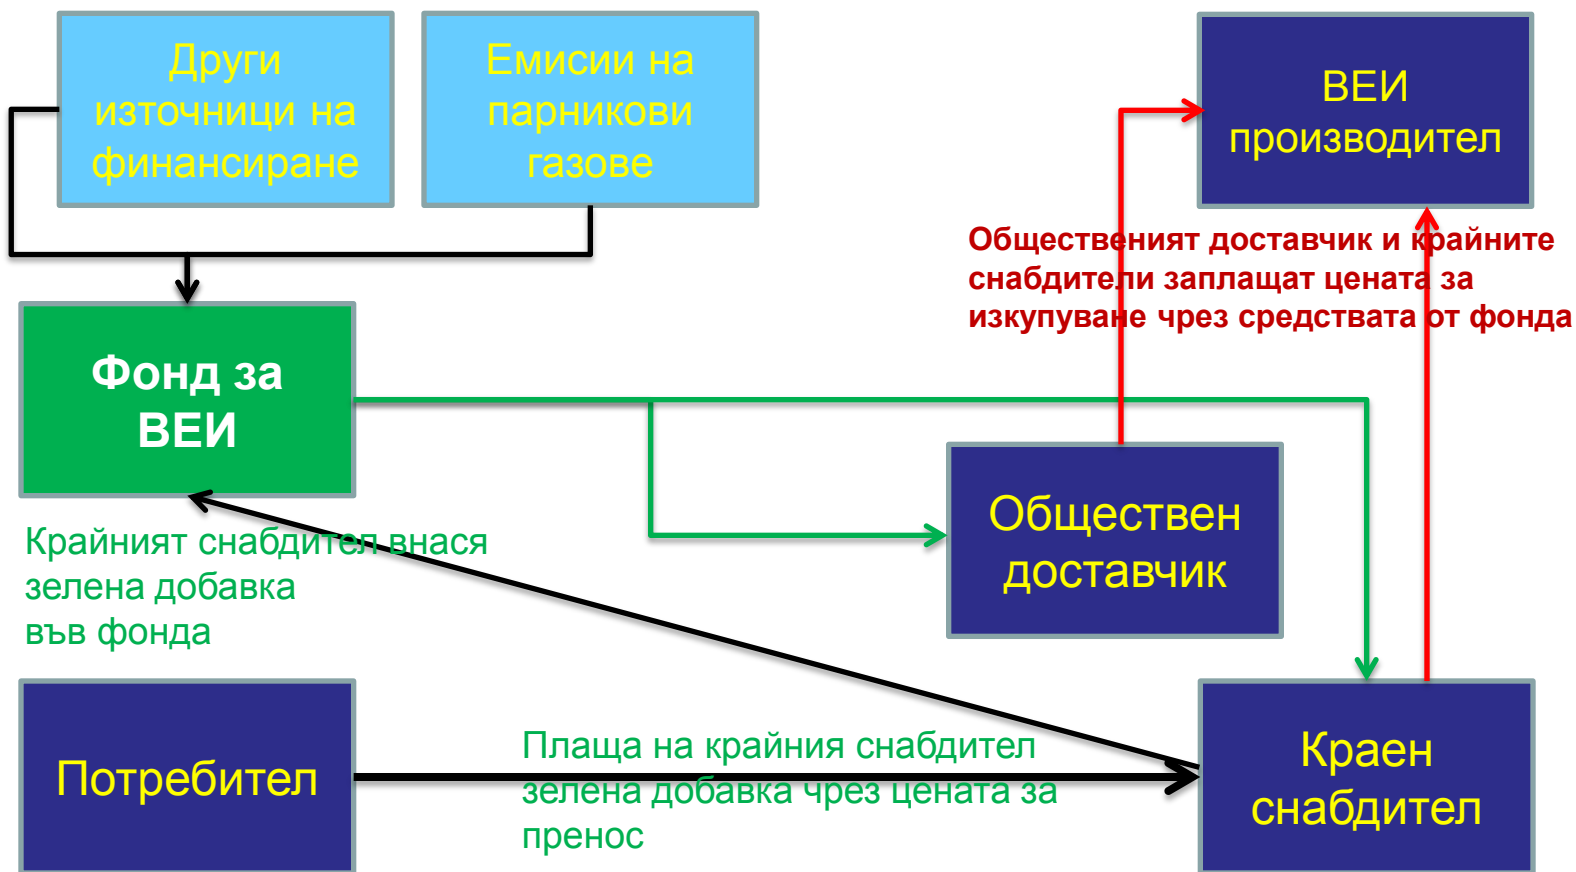 Други
източници на
финансиране
Емисии на
парникови
газове
ВЕИ
производител
Общественият доставчик и крайните
снабдители заплащат цената за
изкупуване чрез средствата от фонда
Фонд за
ВЕИ
Обществен
доставчик
Крайният снабдител внася
зелена добавка
във фонда
Потребител
Плаща на крайния снабдител
зелена добавка чрез цената за
пренос
Краен
снабдител